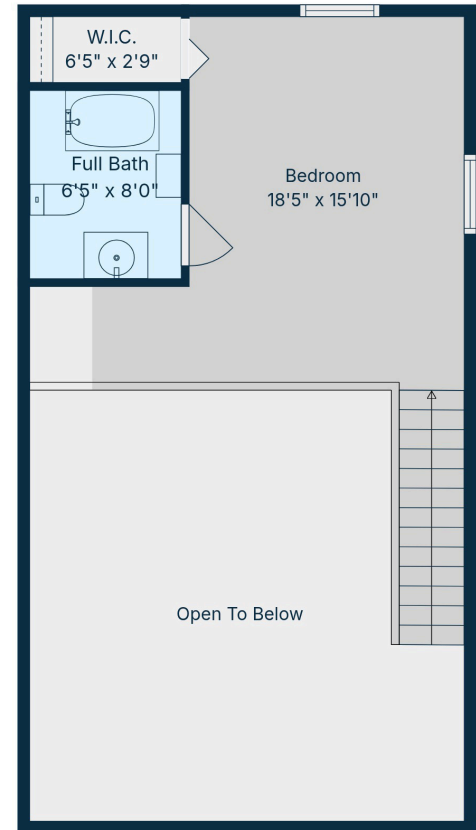 W.I.C.
6'5" x 2'9"
Full Bath
6'5" x 8'0"
Bedroom
18'5" x 15'10"
Open To Below